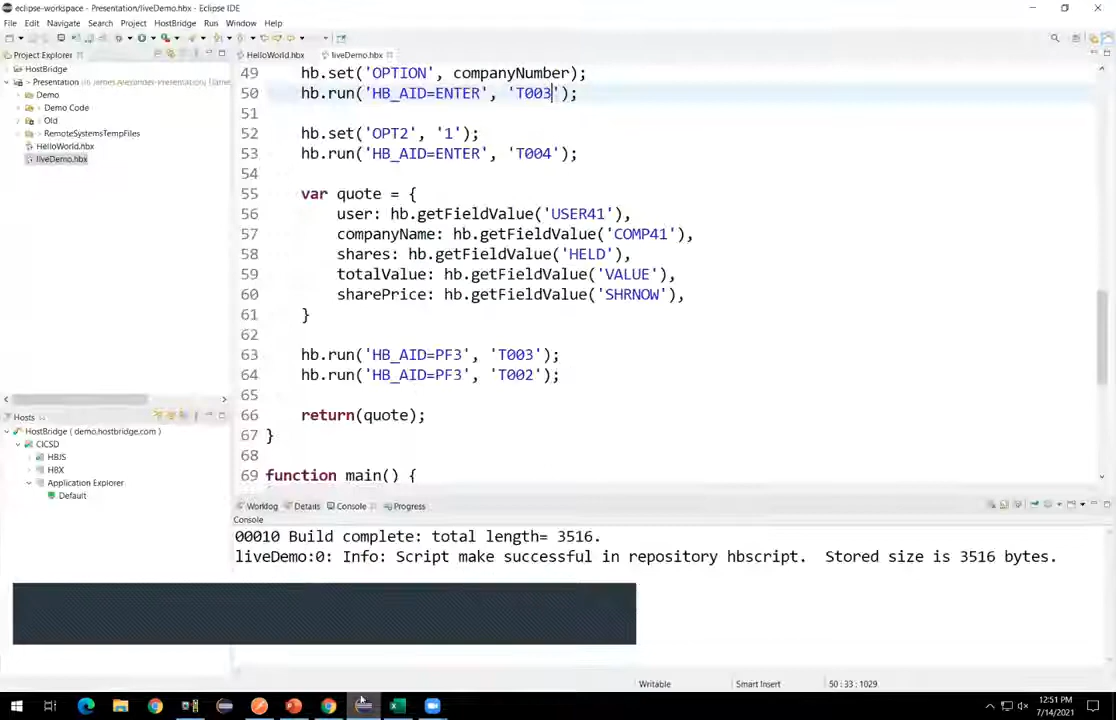 eclipse-workspace - Presentation/liveDemo.hbx - Eclipse IDE
File Edit Navigate Search Project HostBridge Run Window Help
Project Explorer
HelloWorld.hbx
liveDemo.hbx
HostBridge
Demo
Demo Code
Old
RemoteSystemsTempFiles
HelloWorld.hbx
liveDemo.hbx
49 hb.set('OPTION', companyNumber);
50 hb.run('HB_AID=ENTER', 'T003');
51
52 hb.set('OPT2', '1');
53 hb.run('HB_AID=ENTER', 'T004');
54
55 var quote = {
56 user: hb.getFieldValue('USER41'),
57 companyName: hb.getFieldValue('COMP41'),
58 shares: hb.getFieldValue('HELD'),
59 totalValue: hb.getFieldValue('VALUE'),
60 sharePrice: hb.getFieldValue('SHRNOW'),
61 }
62
63 hb.run('HB_AID=PF3', 'T003');
64 hb.run('HB_AID=PF3', 'T002');
65
66 return(quote);
67 }
68
69 function main() {
Hosts
HostBridge ( demo.hostbridge.com )
CICSD
HBJS
HBX
Application Explorer
Default
Worklog Details Console Progress
Console
00010 Build complete: total length= 3516.
liveDemo:0: Info: Script make successful in repository hbscript. Stored size is 3516 bytes.
Writable Smart Insert 50 : 33 : 1029
12:51 PM
7/14/2021